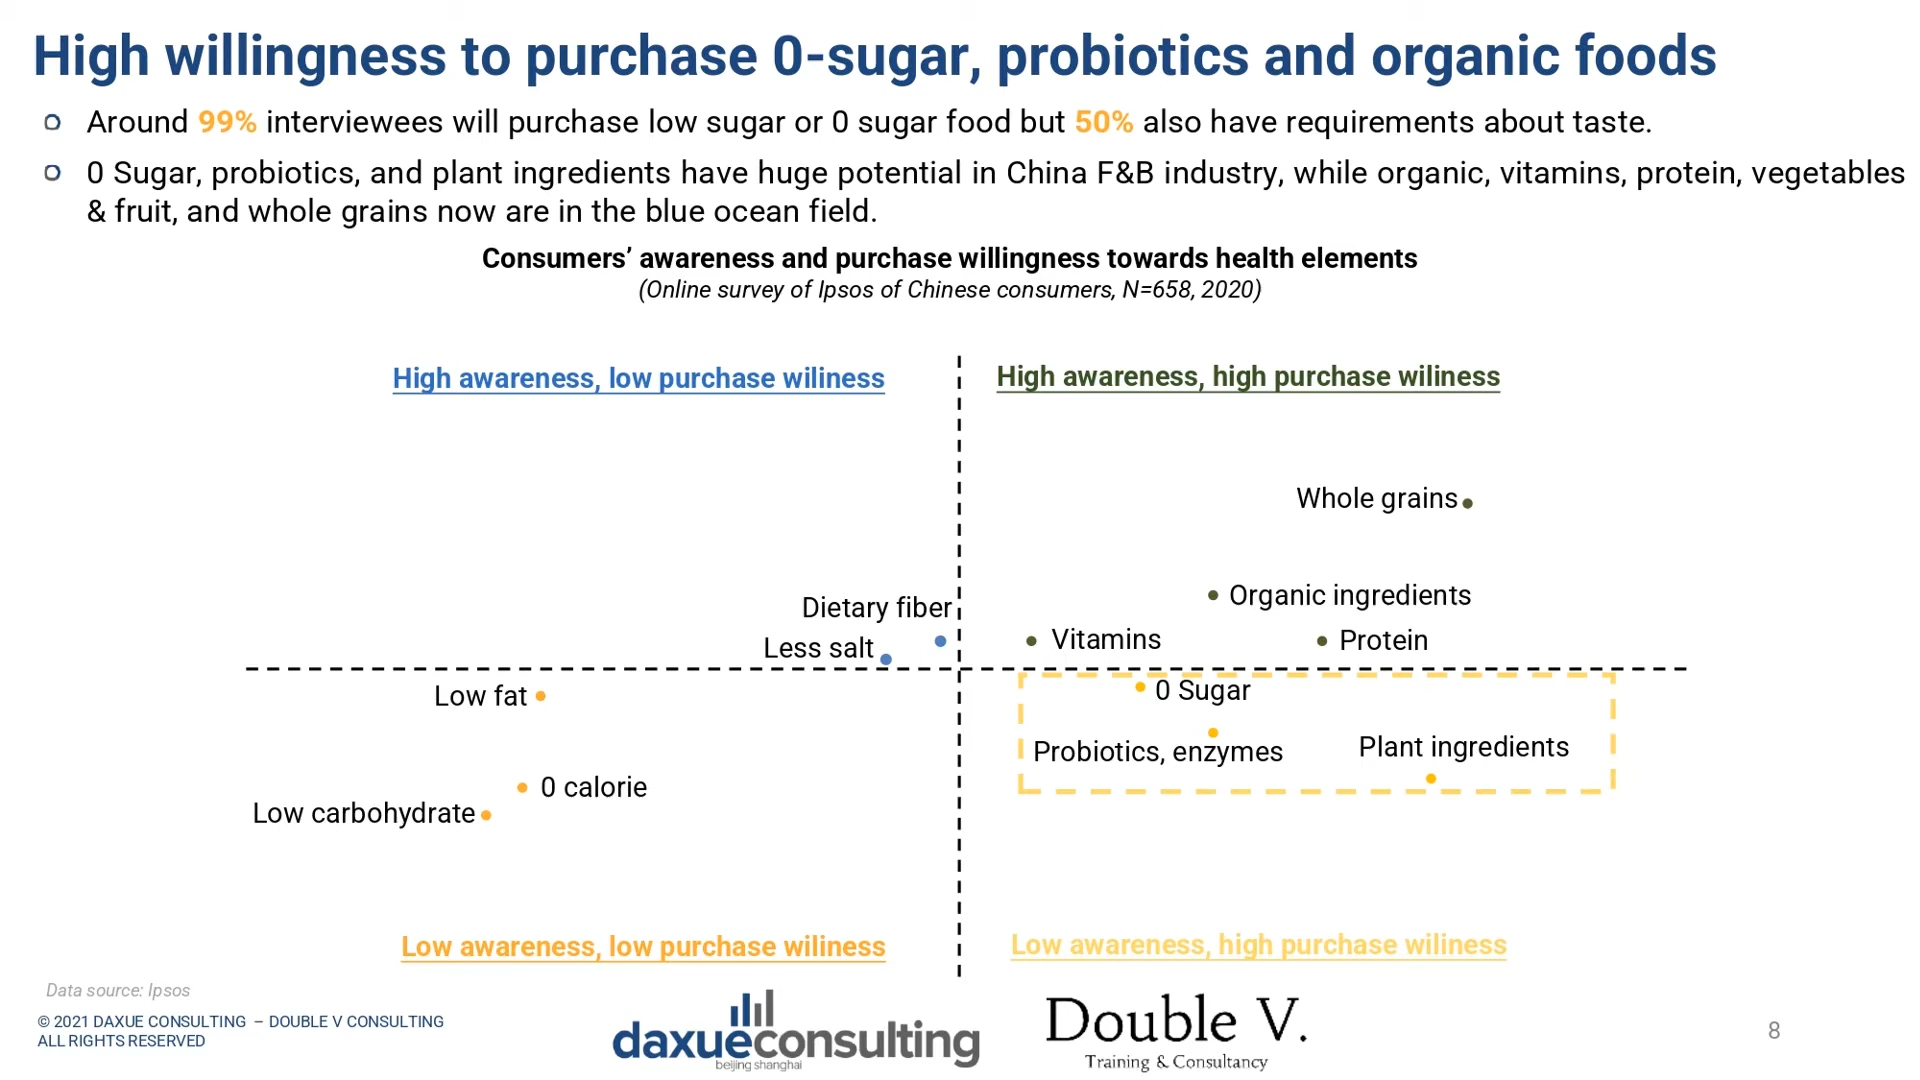 High willingness to purchase 0-sugar, probiotics and organic foods
Around 99% interviewees will purchase low sugar or 0 sugar food but 50% also have requirements about taste.
0 Sugar, probiotics, and plant ingredients have huge potential in China F&B industry, while organic, vitamins, protein, vegetables
& fruit, and whole grains now are in the blue ocean field.
Consumers’ awareness and purchase willingness towards health elements
(Online survey of Ipsos of Chinese consumers, N=658, 2020)
High awareness, low purchase wiliness
High awareness, high purchase wiliness
Whole grains
Organic ingredients
Dietary fiber
Vitamins
Protein
Less salt
Low fat
0 Sugar
Probiotics, enzymes
Plant ingredients
0 calorie
Low carbohydrate
Low awareness, low purchase wiliness
Low awareness, high purchase wiliness
Data source: Ipsos
© 2021 DAXUE CONSULTING – DOUBLE V CONSULTING
ALL RIGHTS RESERVED
daxueconsulting
beijing shanghai
Double V.
Training & Consultancy
8